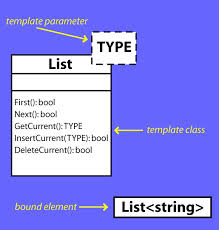 template parameter
TYPE
List
First(): bool
Next(): bool
GetCurrent(): TYPE
InsertCurrent(TYPE): bool
DeleteCurrent(): bool
template class
bound element
List<string>